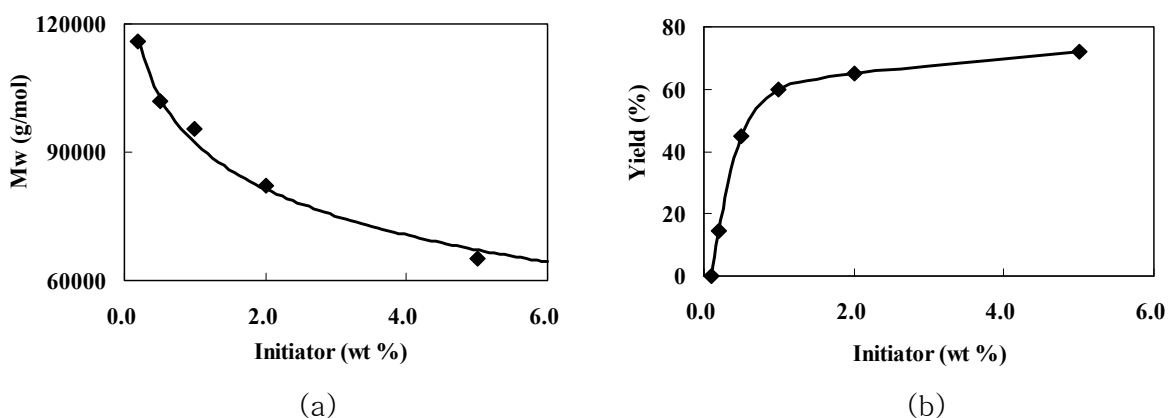 120000
90000
60000
Mw (g/mol)
0.0 2.0 4.0 6.0
Initiator (wt %)
(a)
80
60
40
20
0
Yield (%)
0.0 2.0 4.0 6.0
Initiator (wt %)
(b)